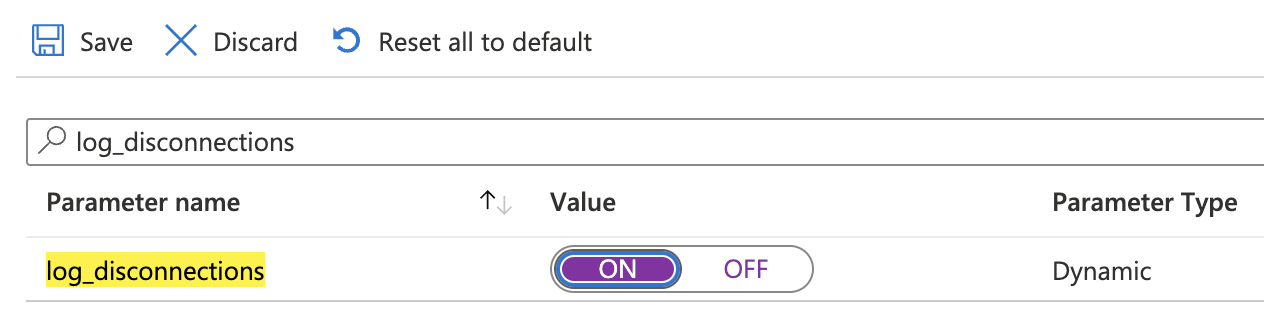 Save Discard Reset all to default
log_disconnections
Parameter name Value Parameter Type
log_disconnections ON OFF Dynamic